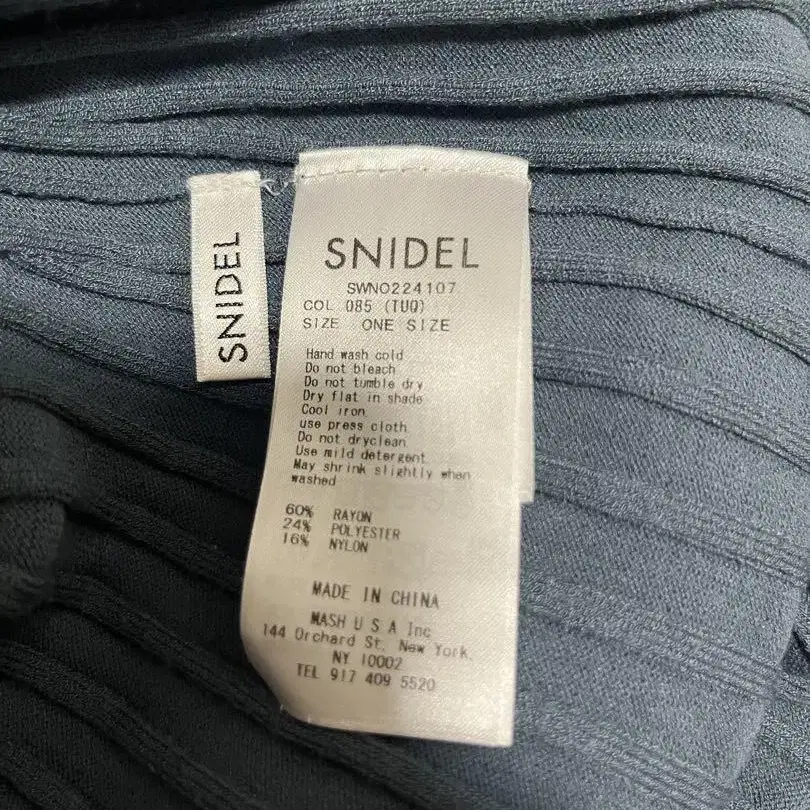 SNIDEL
SNIDEL
SWNO224107
COL 085 (TUQ)
SIZE ONE SIZE
Hand wash cold
Do not bleach
Do not tumble dry
Dry flat in shade
Cool iron
use press cloth
Do not dryclean
Use mild detergent
May shrink slightly when
washed
60% RAYON
24% POLYESTER
16% NYLON
MADE IN CHINA
MASH U S A Inc
144 Orchard St. New York.
NY 10002
TEL 917 409 5520